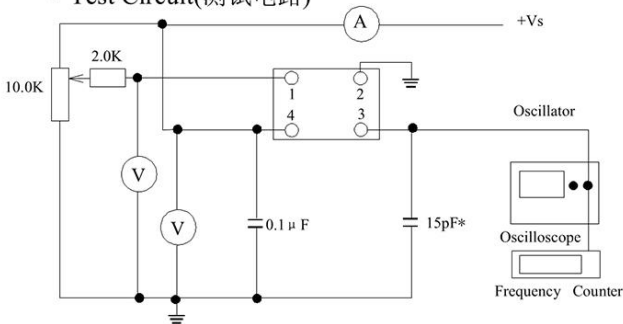 Test Circuit(测试电路)
A
+Vs
2.0K
10.0K
1
2
4
3
Oscillator
V
V
0.1μF
15pF*
Oscilloscope
Frequency Counter